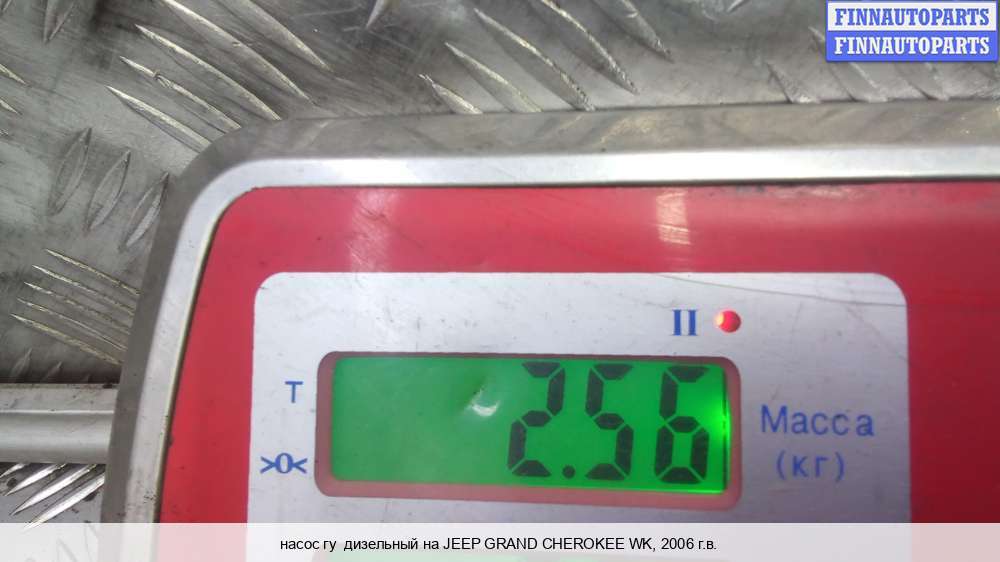 FINNAUTOPARTS
FINNAUTOPARTS
II
T
2.56
Масса
>0<
(кг)
насос гу дизельный на JEEP GRAND CHEROKEE WK, 2006 г.в.